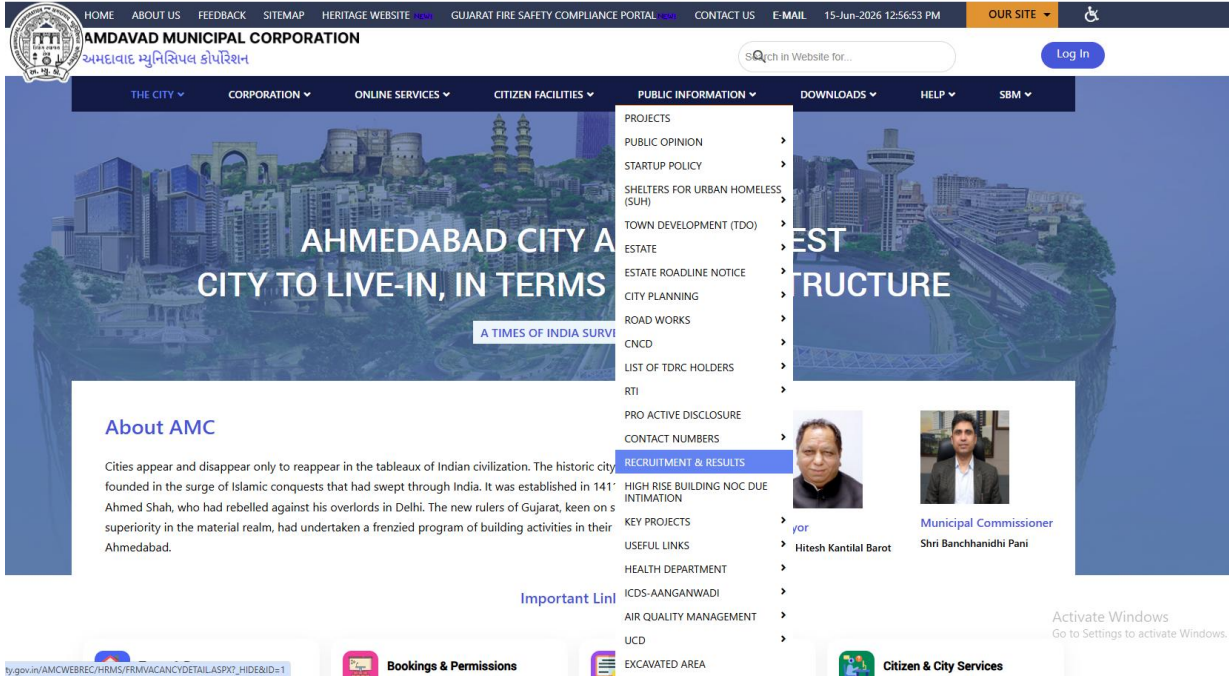 HOME ABOUT US FEEDBACK SITEMAP HERITAGE WEBSITE NEW GUJARAT FIRE SAFETY COMPLIANCE PORTAL NEW CONTACT US E-MAIL 15-Jun-2026 12:56:53 PM OUR SITE
AMDAVAD MUNICIPAL CORPORATION
અમદાવાદ મ્યુનિસિપલ કોર્પોરેશન
Search in Website for...
Log In
THE CITY CORPORATION ONLINE SERVICES CITIZEN FACILITIES PUBLIC INFORMATION DOWNLOADS HELP SBM
PROJECTS
PUBLIC OPINION
STARTUP POLICY
SHELTERS FOR URBAN HOMELESS
(SUH)
TOWN DEVELOPMENT (TDO)
ESTATE
ESTATE ROADLINE NOTICE
CITY PLANNING
ROAD WORKS
CNCD
LIST OF TDRC HOLDERS
RTI
PRO ACTIVE DISCLOSURE
CONTACT NUMBERS
RECRUITMENT & RESULTS
HIGH RISE BUILDING NOC DUE
INTIMATION
KEY PROJECTS
USEFUL LINKS
HEALTH DEPARTMENT
ICDS-AANGANWADI
AIR QUALITY MANAGEMENT
UCD
EXCAVATED AREA
AHMEDABAD CITY A EST
CITY TO LIVE-IN, IN TERMS TRUCTURE
A TIMES OF INDIA SURVE
About AMC
Cities appear and disappear only to reappear in the tableaux of Indian civilization. The historic city
founded in the surge of Islamic conquests that had swept through India. It was established in 141
Ahmed Shah, who had rebelled against his overlords in Delhi. The new rulers of Gujarat, keen on s
superiority in the material realm, had undertaken a frenzied program of building activities in their
Ahmedabad.
yor
Hitesh Kantilal Barot
Municipal Commissioner
Shri Banchhanidhi Pani
Important Lin
Bookings & Permissions
Citizen & City Services
Activate Windows
Go to Settings to activate Windows.
ty.gov.in/AMCWEBREC/HRMS/FRMVACANCYDETAIL.ASPX?_HIDE&ID=1